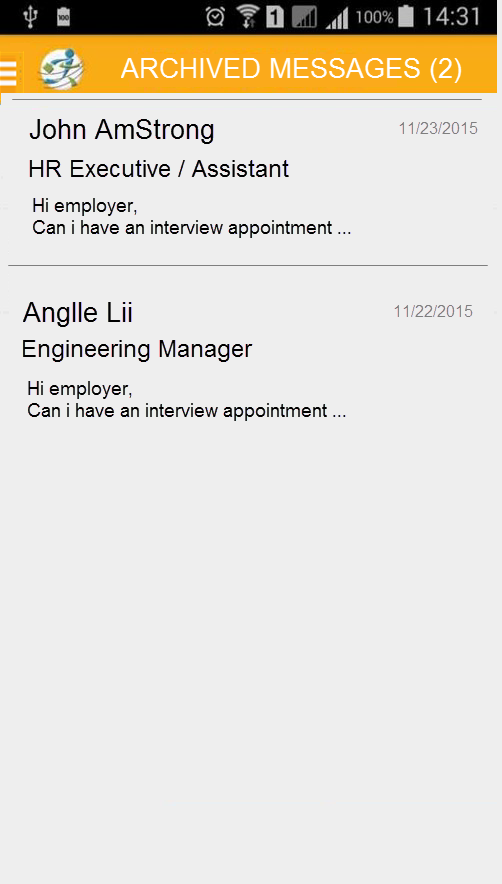 100% 14:31
ARCHIVED MESSAGES (2)
John AmStrong 11/23/2015
HR Executive / Assistant
Hi employer,
Can i have an interview appointment ...
Anglle Lii 11/22/2015
Engineering Manager
Hi employer,
Can i have an interview appointment ...